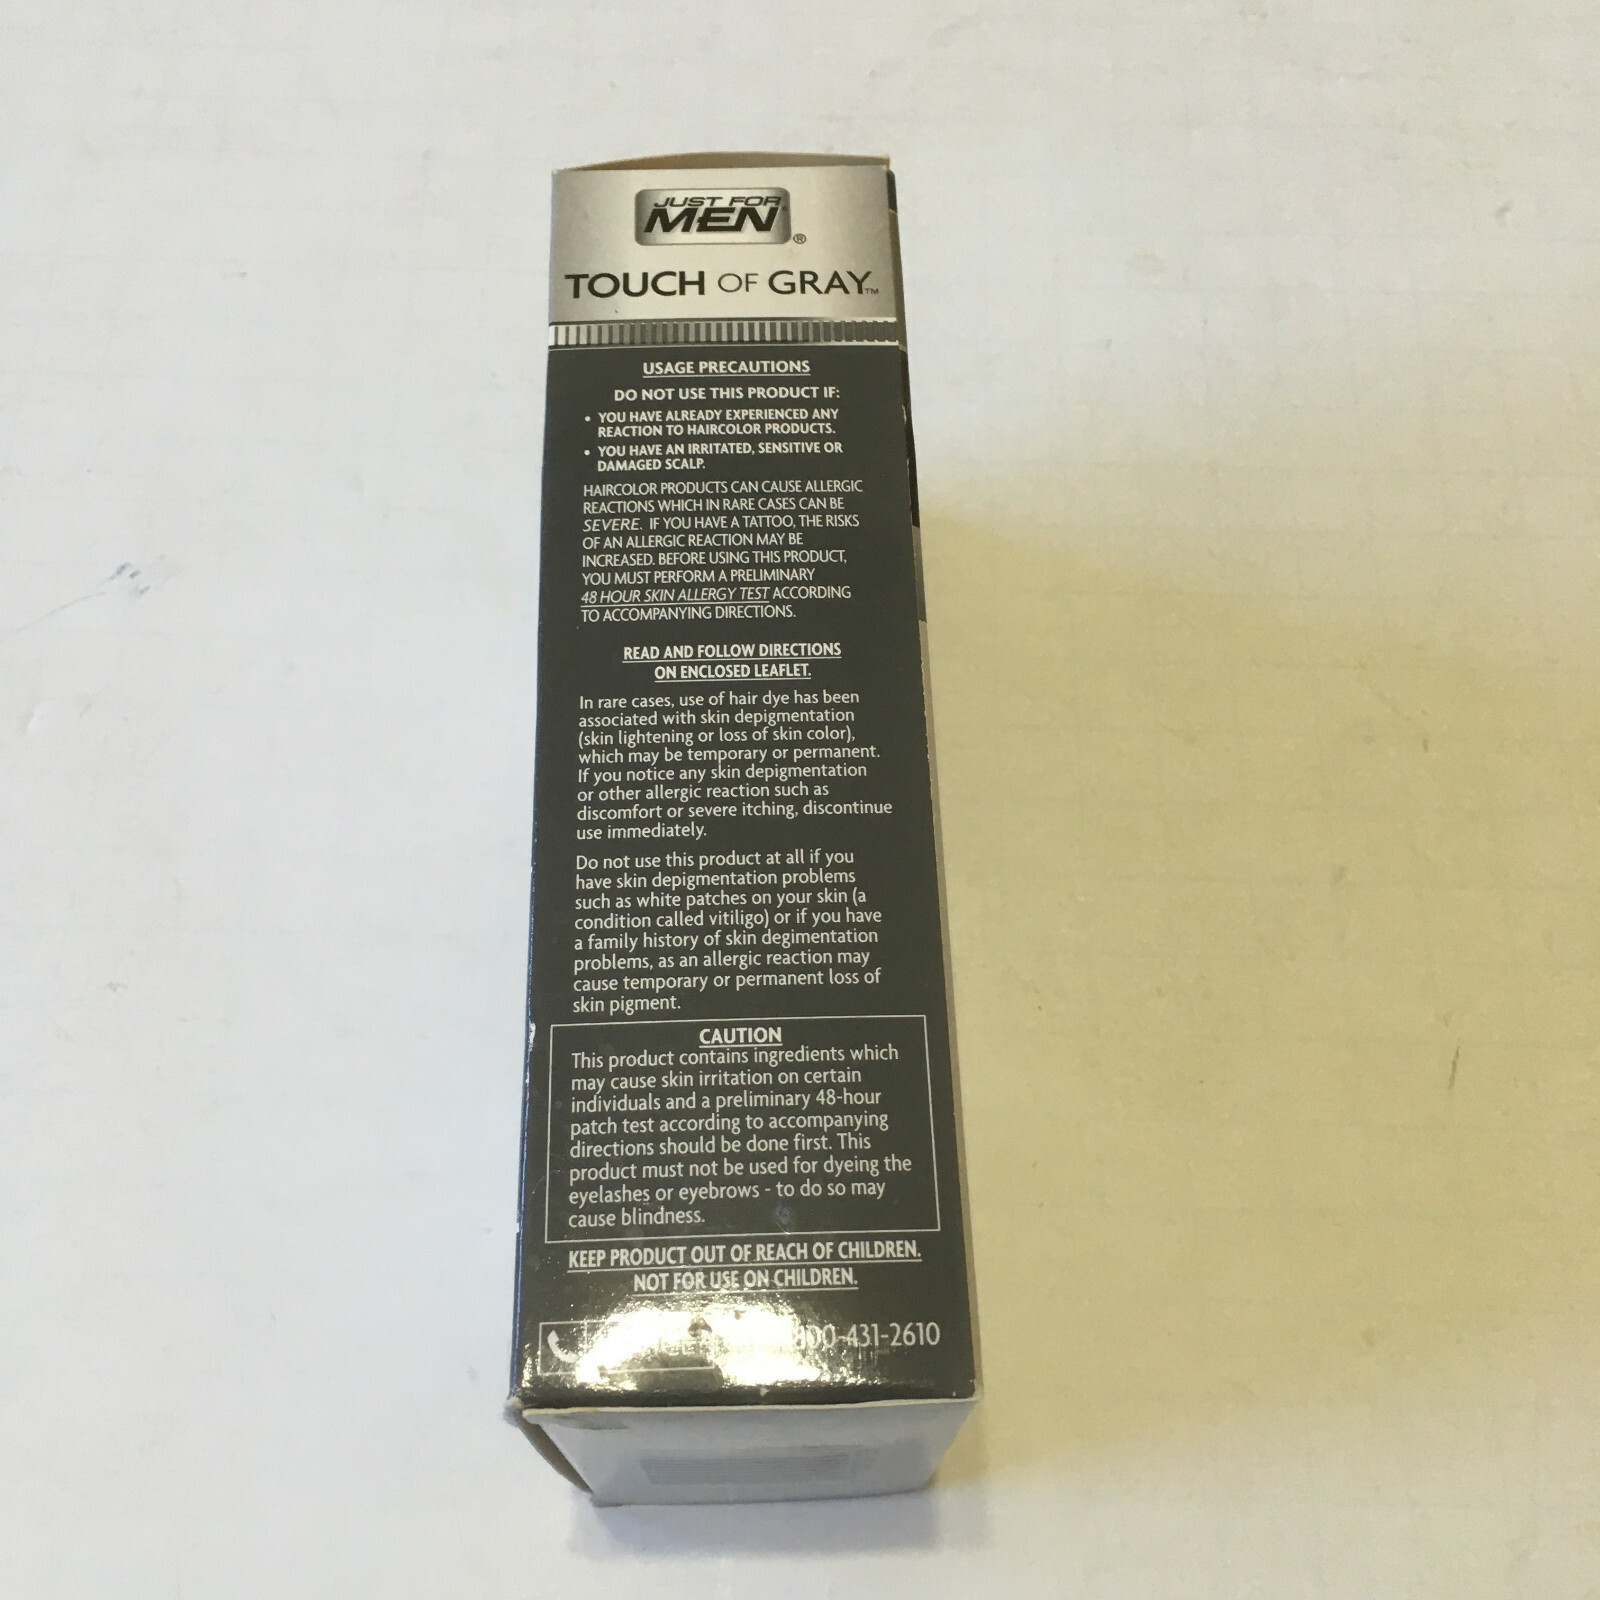 JUST FOR
MEN®
TOUCH OF GRAY™
USAGE PRECAUTIONS
DO NOT USE THIS PRODUCT IF:
• YOU HAVE ALREADY EXPERIENCED ANY
REACTION TO HAIRCOLOR PRODUCTS.
• YOU HAVE AN IRRITATED, SENSITIVE OR
DAMAGED SCALP.
HAIRCOLOR PRODUCTS CAN CAUSE ALLERGIC
REACTIONS WHICH IN RARE CASES CAN BE
SEVERE. IF YOU HAVE A TATTOO, THE RISKS
OF AN ALLERGIC REACTION MAY BE
INCREASED. BEFORE USING THIS PRODUCT,
YOU MUST PERFORM A PRELIMINARY
48 HOUR SKIN ALLERGY TEST ACCORDING
TO ACCOMPANYING DIRECTIONS.
READ AND FOLLOW DIRECTIONS
ON ENCLOSED LEAFLET.
In rare cases, use of hair dye has been
associated with skin depigmentation
(skin lightening or loss of skin color),
which may be temporary or permanent.
If you notice any skin depigmentation
or other allergic reaction such as
discomfort or severe itching, discontinue
use immediately.
Do not use this product at all if you
have skin depigmentation problems
such as white patches on your skin (a
condition called vitiligo) or if you have
a family history of skin degimentation
problems, as an allergic reaction may
cause temporary or permanent loss of
skin pigment.
CAUTION
This product contains ingredients which
may cause skin irritation on certain
individuals and a preliminary 48-hour
patch test according to accompanying
directions should be done first. This
product must not be used for dyeing the
eyelashes or eyebrows - to do so may
cause blindness.
KEEP PRODUCT OUT OF REACH OF CHILDREN.
NOT FOR USE ON CHILDREN.
800-431-2610